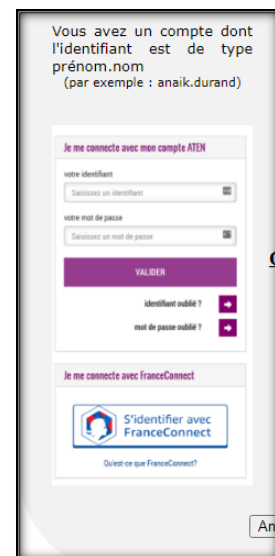 Vous avez un compte dont
l'identifiant est de type
prénom.nom
(par exemple : anaik.durand)
Je me connecte avec mon compte ATEN
votre identifiant
Saisissez un identifiant
votre mot de passe
Saisissez un mot de passe
VALIDER
identifiant oublié ?
mot de passe oublié ?
Je me connecte avec FranceConnect
S'identifier avec
FranceConnect
Qu'est-ce que FranceConnect?